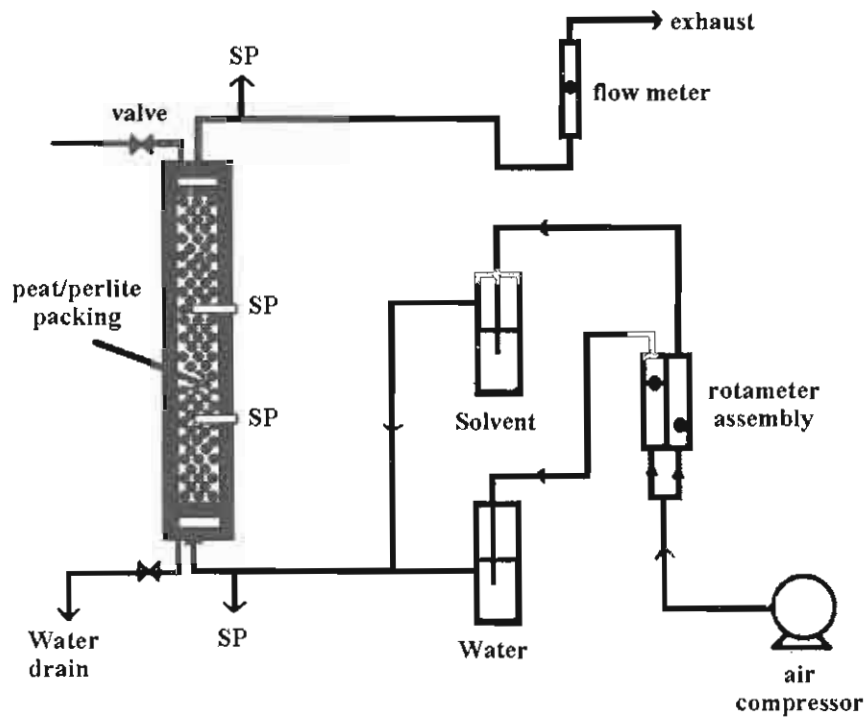 exhaust
SP
flow meter
valve
peat/perlite
packing
SP
SP
Solvent
rotameter
assembly
Water
drain
SP
Water
air
compressor